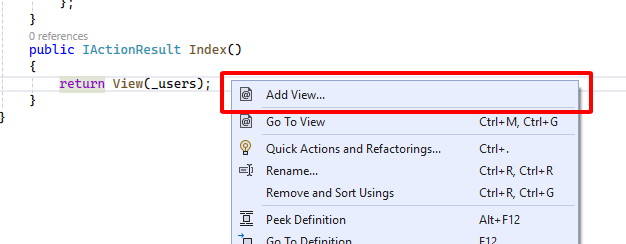 };
}
0 references
public IActionResult Index()
{
return View(_users);
}
}
Add View...
Go To View Ctrl+M, Ctrl+G
Quick Actions and Refactorings... Ctrl+.
Rename... Ctrl+R, Ctrl+R
Remove and Sort Usings Ctrl+R, Ctrl+G
Peek Definition Alt+F12
Go To Definition F12